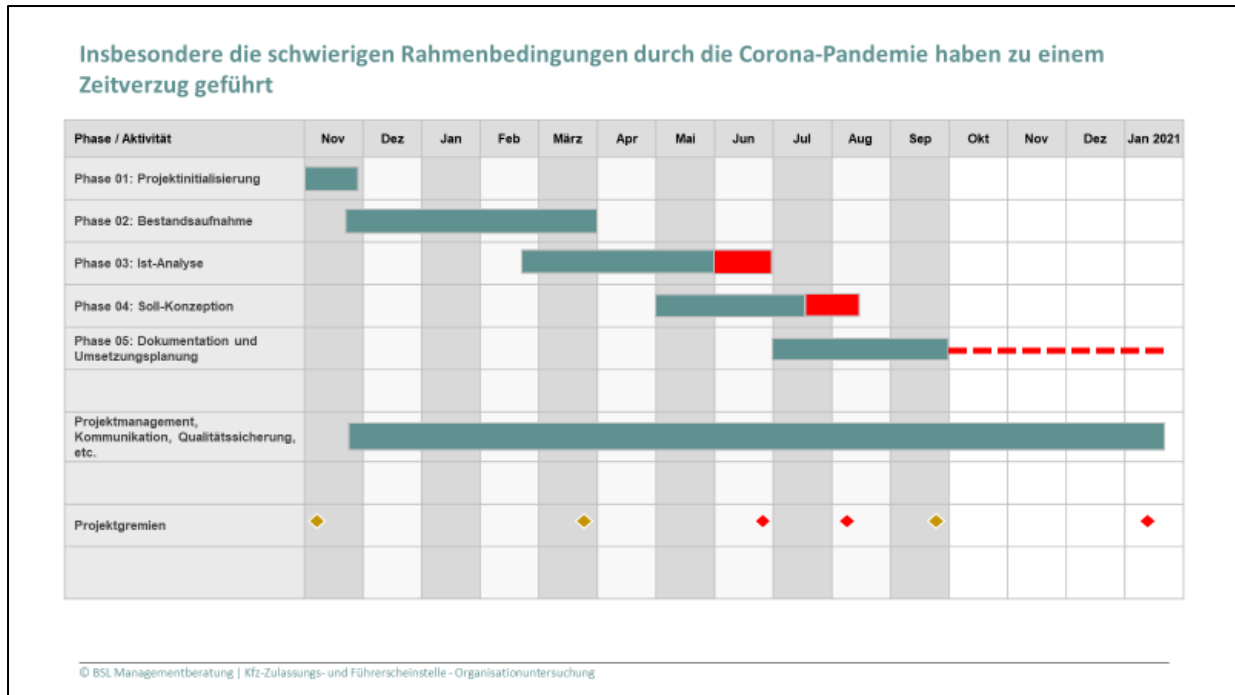 Insbesondere die schwierigen Rahmenbedingungen durch die Corona-Pandemie haben zu einem
Zeitverzug geführt
Phase / Aktivität Nov Dez Jan Feb März Apr Mai Jun Jul Aug Sep Okt Nov Dez Jan 2021
Phase 01: Projektinitialisierung
Phase 02: Bestandsaufnahme
Phase 03: Ist-Analyse
Phase 04: Soll-Konzeption
Phase 05: Dokumentation und
Umsetzungsplanung
Projektmanagement,
Kommunikation, Qualitätssicherung,
etc.
Projektgremien
© BSL Managementberatung | Kfz-Zulassungs- und Führerscheinstelle - Organisationuntersuchung